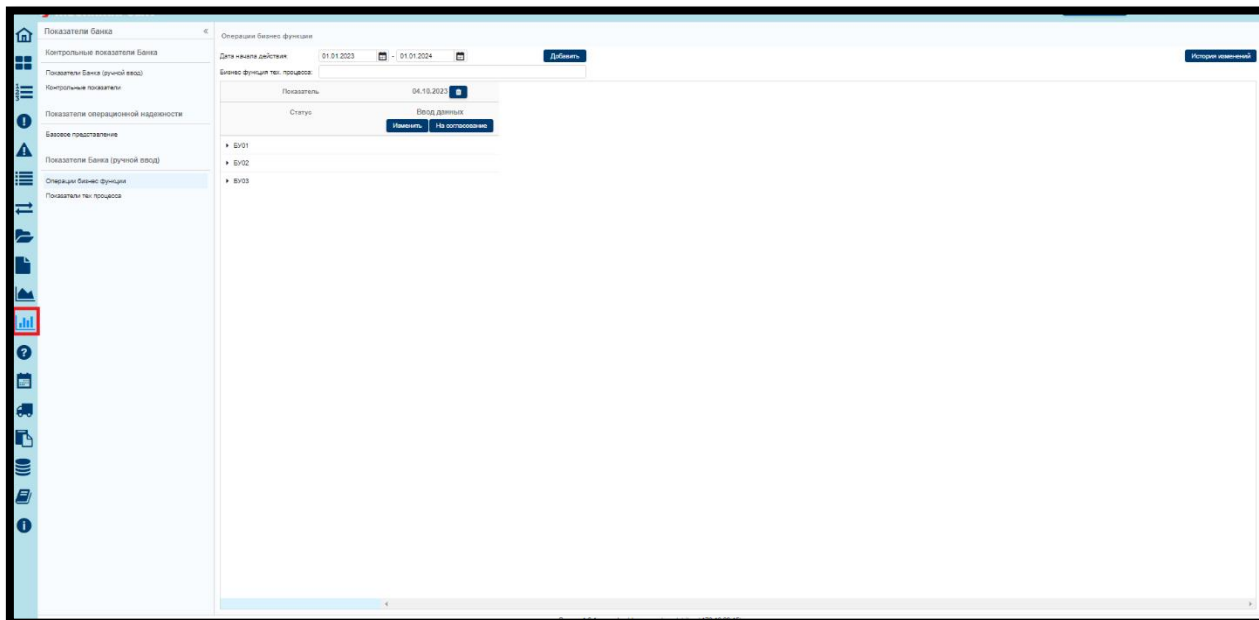 Показатели банка «
Контрольные показатели Банка
Показатели Банка (ручной ввод)
Контрольные показатели
Показатели операционной надежности
Базовое представление
Показатели Банка (ручной ввод)
Операции бизнес функции
Показатели тех процесса
Операции бизнес функции
Дата начала действия: 01.01.2023 - 01.01.2024 Добавить История изменений
Бизнес функция тех. процесса:
Показатель 04.10.2023
Статус Ввод данных
Изменить На согласование
БУ01
БУ02
БУ03